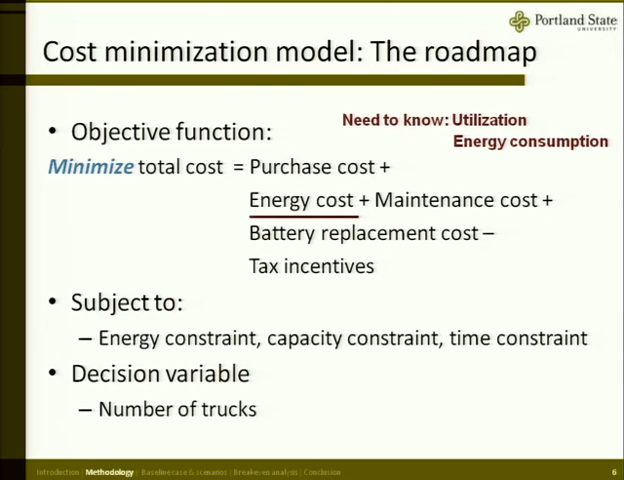 Portland State
UNIVERSITY
Cost minimization model: The roadmap
• Objective function:
Need to know: Utilization
Energy consumption
Minimize total cost = Purchase cost +
Energy cost + Maintenance cost +
Battery replacement cost –
Tax incentives
• Subject to:
– Energy constraint, capacity constraint, time constraint
• Decision variable
– Number of trucks
Introduction | Methodology | Baseline case & scenarios | Breakeven analysis | Conclusion
6